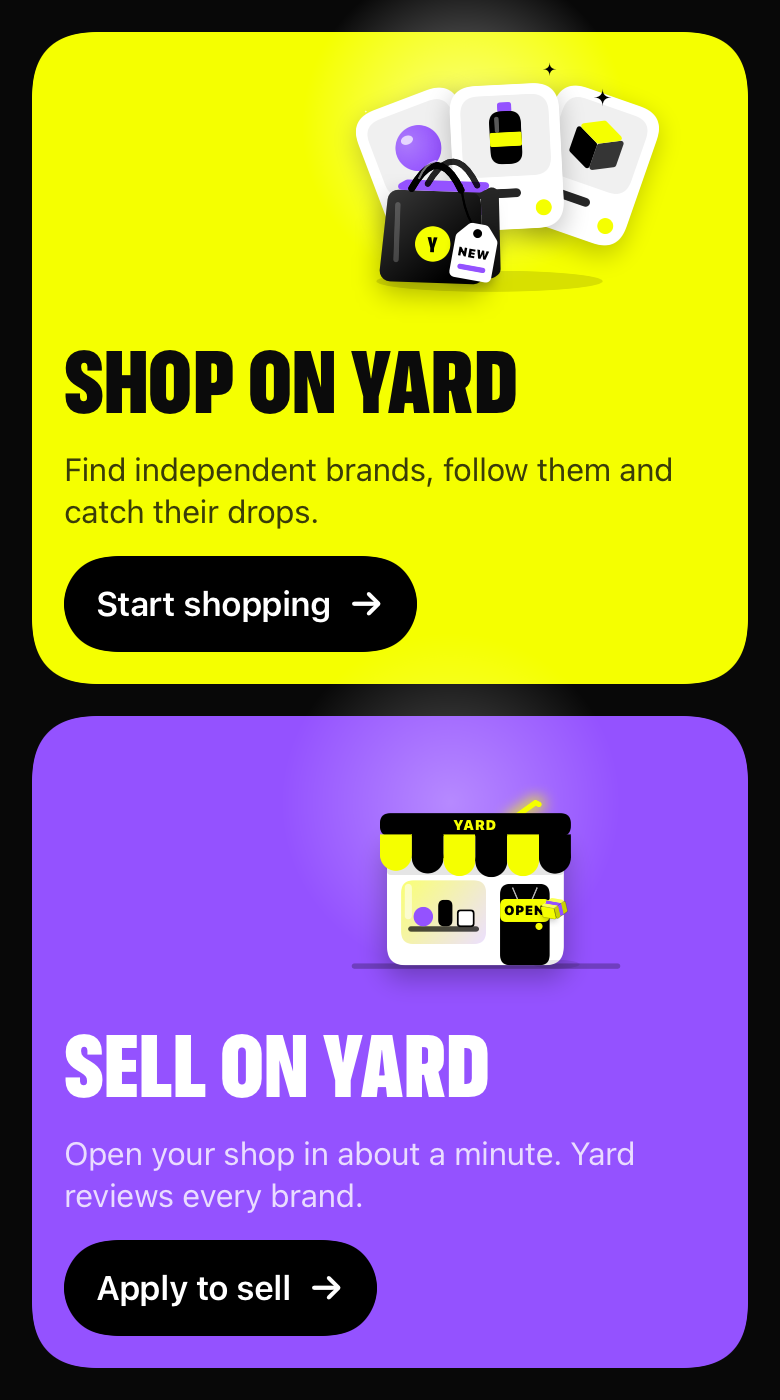 Y
NEW
SHOP ON YARD
Find independent brands, follow them and
catch their drops.
Start shopping
YARD
OPEN
SELL ON YARD
Open your shop in about a minute. Yard
reviews every brand.
Apply to sell